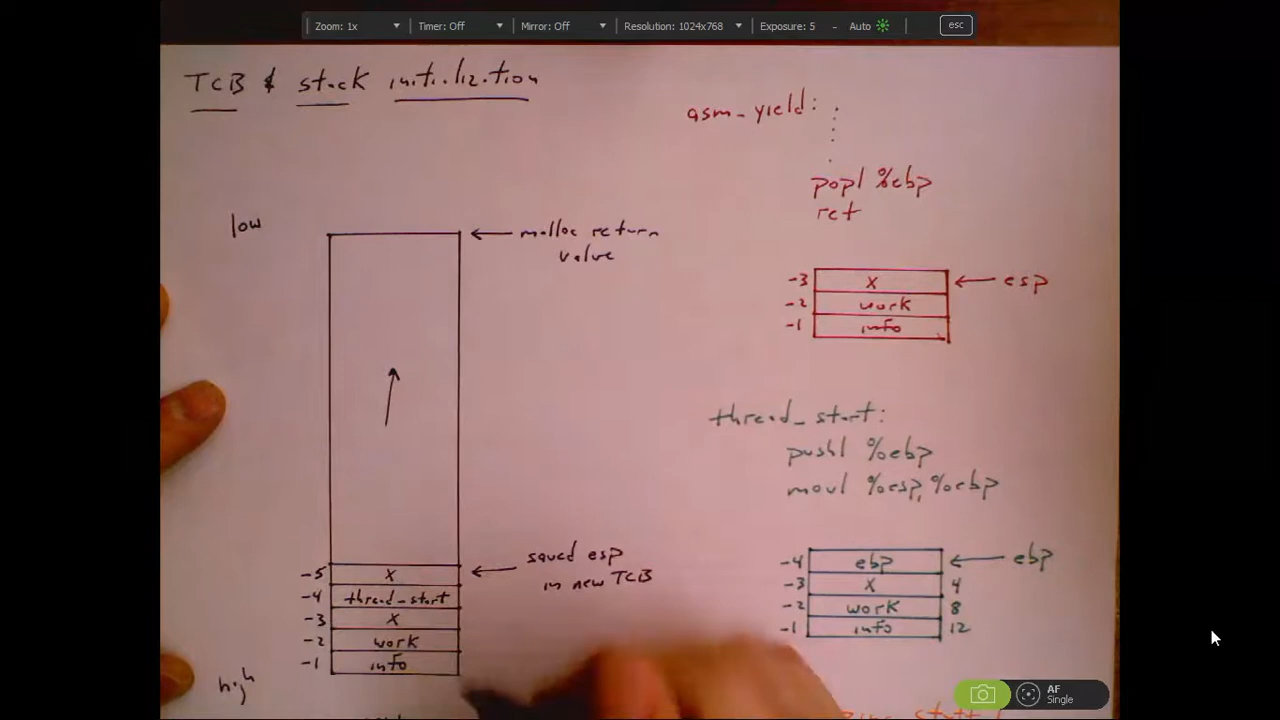 Zoom: 1x Timer: Off Mirror: Off Resolution: 1024x768 Exposure: 5 - Auto esc
TCB & stack initialization
low
malloc return
value
-5 X
-4 thread_start
-3 X
-2 work
-1 info
saved esp
in new TCB
high
asm_yield:
popl %ebp
ret
-3 X esp
-2 work
-1 info
thread_start:
pushl %ebp
movl %esp, %ebp
-4 ebp ebp
-3 X 4
-2 work 8
-1 info 12
AF
Single